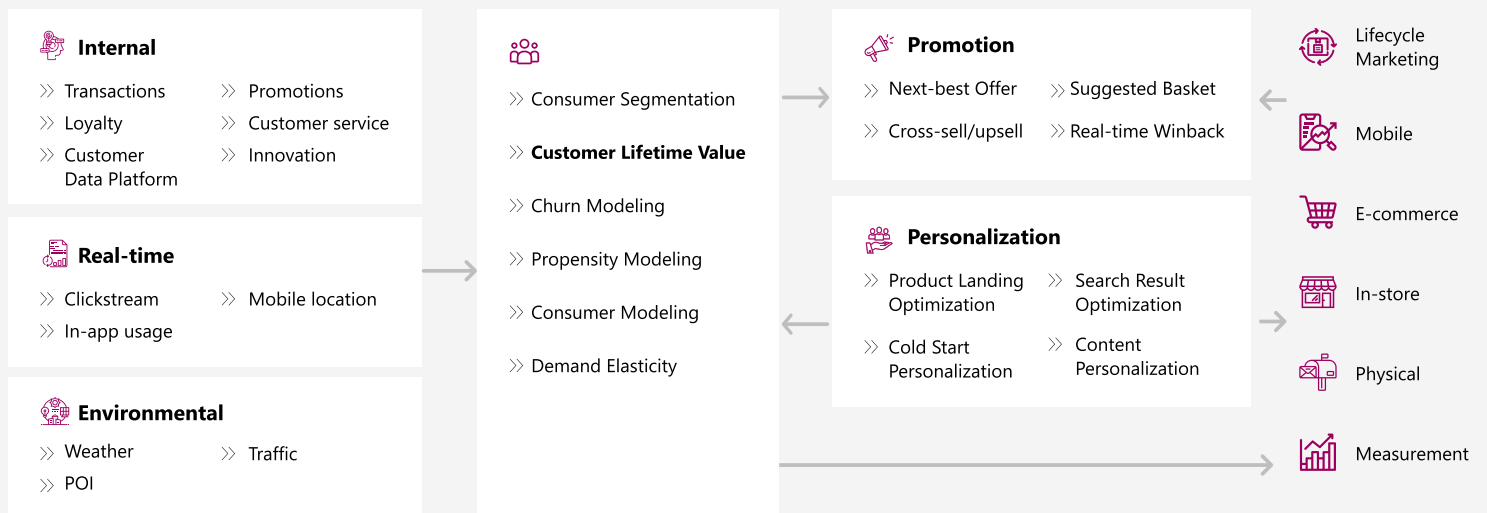 Internal
Transactions
Promotions
Loyalty
Customer service
Customer
Data Platform
Innovation
Real-time
Clickstream
Mobile location
In-app usage
Environmental
Weather
Traffic
POI
Consumer Segmentation
Customer Lifetime Value
Churn Modeling
Propensity Modeling
Consumer Modeling
Demand Elasticity
Promotion
Next-best Offer
Suggested Basket
Cross-sell/upsell
Real-time Winback
Personalization
Product Landing
Optimization
Search Result
Optimization
Cold Start
Personalization
Content
Personalization
Lifecycle
Marketing
Mobile
E-commerce
In-store
Physical
Measurement